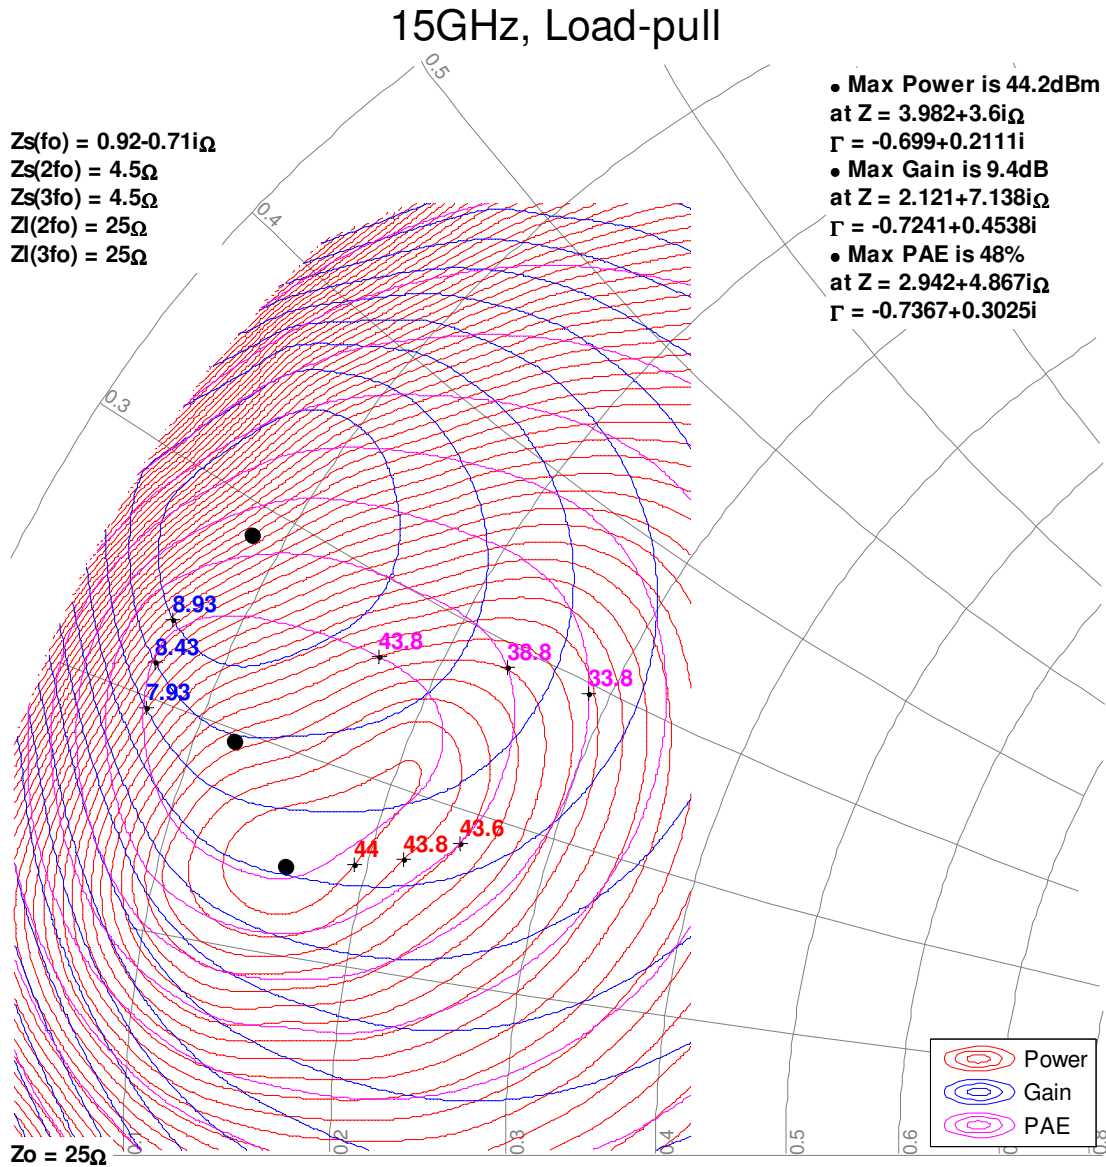 15GHz, Load-pull
0.5
• Max Power is 44.2dBm
at Z = 3.982+3.6iΩ
Γ = -0.699+0.2111i
• Max Gain is 9.4dB
at Z = 2.121+7.138iΩ
Γ = -0.7241+0.4538i
• Max PAE is 48%
at Z = 2.942+4.867iΩ
Γ = -0.7367+0.3025i
Zs(fo) = 0.92-0.71iΩ
Zs(2fo) = 4.5Ω
Zs(3fo) = 4.5Ω
Zl(2fo) = 25Ω
Zl(3fo) = 25Ω
0.4
0.3
8.93
8.43
7.93
43.8
38.8
33.8
44
43.8
43.6
Power
Gain
PAE
0.1
0.2
0.3
0.4
0.5
0.6
Zo = 25Ω